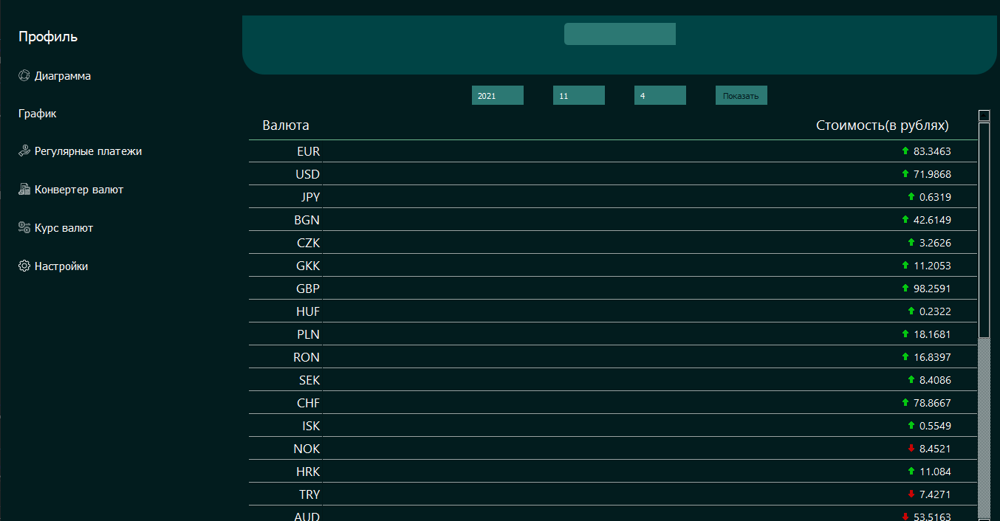 Профиль
Диаграмма
График
Регулярные платежи
Конвертер валют
Курс валют
Настройки
2021 11 4 Показать
Валюта Стоимость(в рублях)
EUR 83.3463
USD 71.9868
JPY 0.6319
BGN 42.6149
CZK 3.2626
GKK 11.2053
GBP 98.2591
HUF 0.2322
PLN 18.1681
RON 16.8397
SEK 8.4086
CHF 78.8667
ISK 0.5549
NOK 8.4521
HRK 11.084
TRY 7.4271
AUD 53.5163